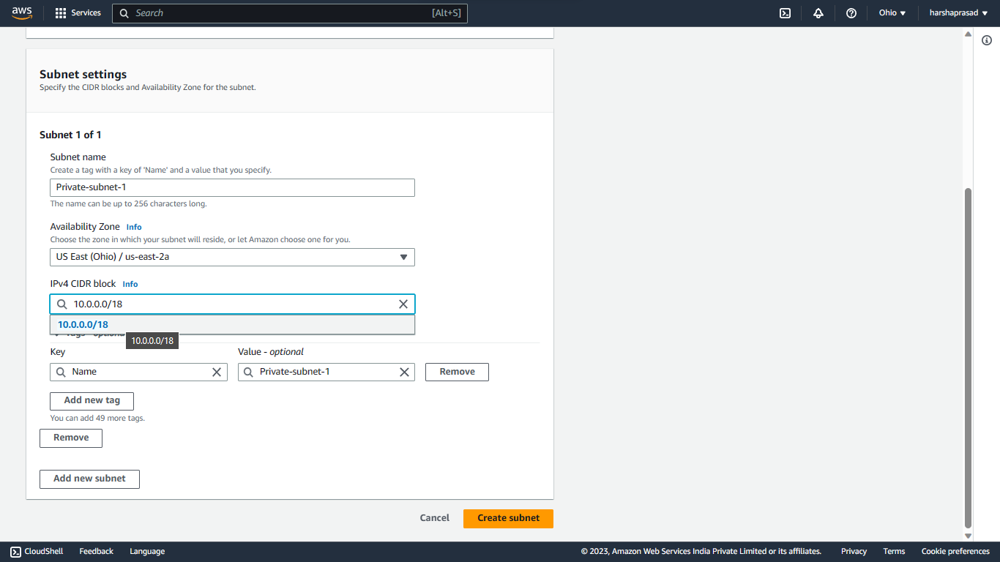 aws Services Search [Alt+S] Ohio harshaprasad
Subnet settings
Specify the CIDR blocks and Availability Zone for the subnet.
Subnet 1 of 1
Subnet name
Create a tag with a key of 'Name' and a value that you specify.
Private-subnet-1
The name can be up to 256 characters long.
Availability Zone Info
Choose the zone in which your subnet will reside, or let Amazon choose one for you.
US East (Ohio) / us-east-2a
IPv4 CIDR block Info
10.0.0.0/18
10.0.0.0/18
10.0.0.0/18
Key Value - optional
Name Private-subnet-1 Remove
Add new tag
You can add 49 more tags.
Remove
Add new subnet
Cancel Create subnet
CloudShell Feedback Language © 2023, Amazon Web Services India Private Limited or its affiliates. Privacy Terms Cookie preferences